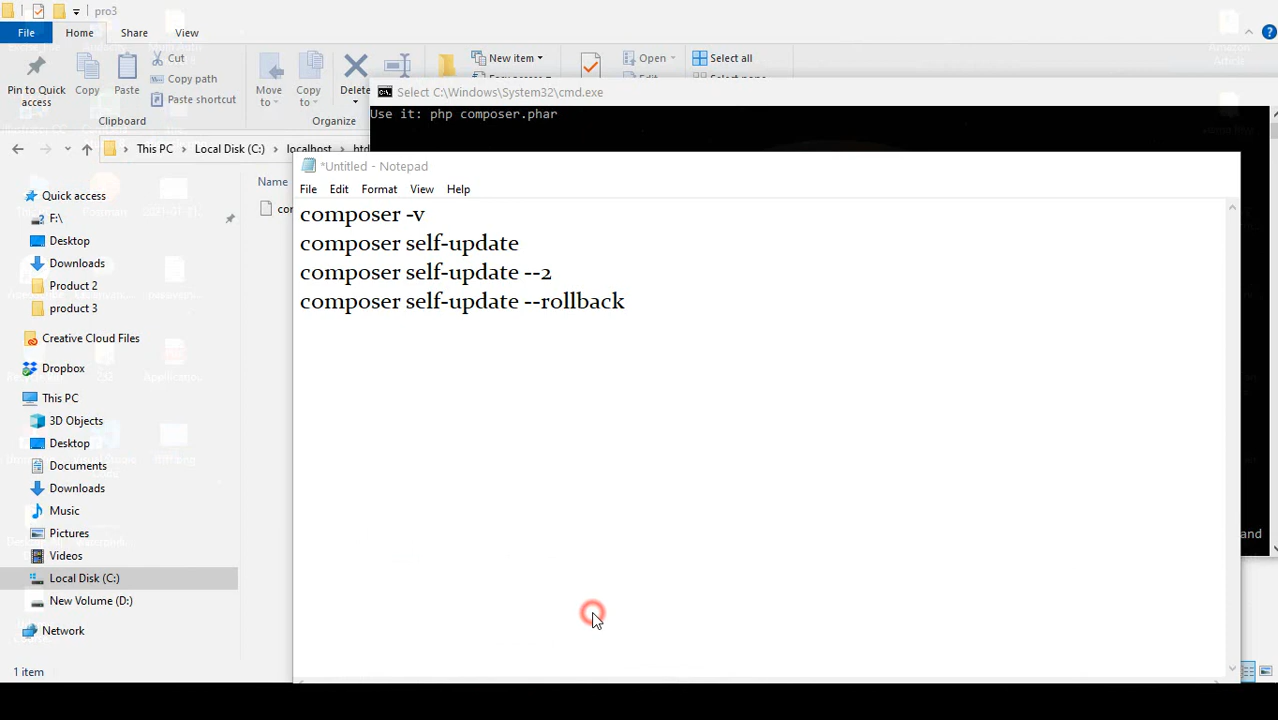 pro3
File Home Share View
Pin to Quick access
Copy
Paste
Cut
Copy path
Paste shortcut
Clipboard
Move to
Copy to
Delete
Organize
New item
Open
Select all
Select C:\Windows\System32\cmd.exe
Use it: php composer.phar
This PC
Local Disk (C:)
localhost
Name
*Untitled - Notepad
File Edit Format View Help
composer -v
composer self-update
composer self-update --2
composer self-update --rollback
and
Quick access
F:\
Desktop
Downloads
Product 2
product 3
Creative Cloud Files
Dropbox
This PC
3D Objects
Desktop
Documents
Downloads
Music
Pictures
Videos
Local Disk (C:)
New Volume (D:)
Network
1 item